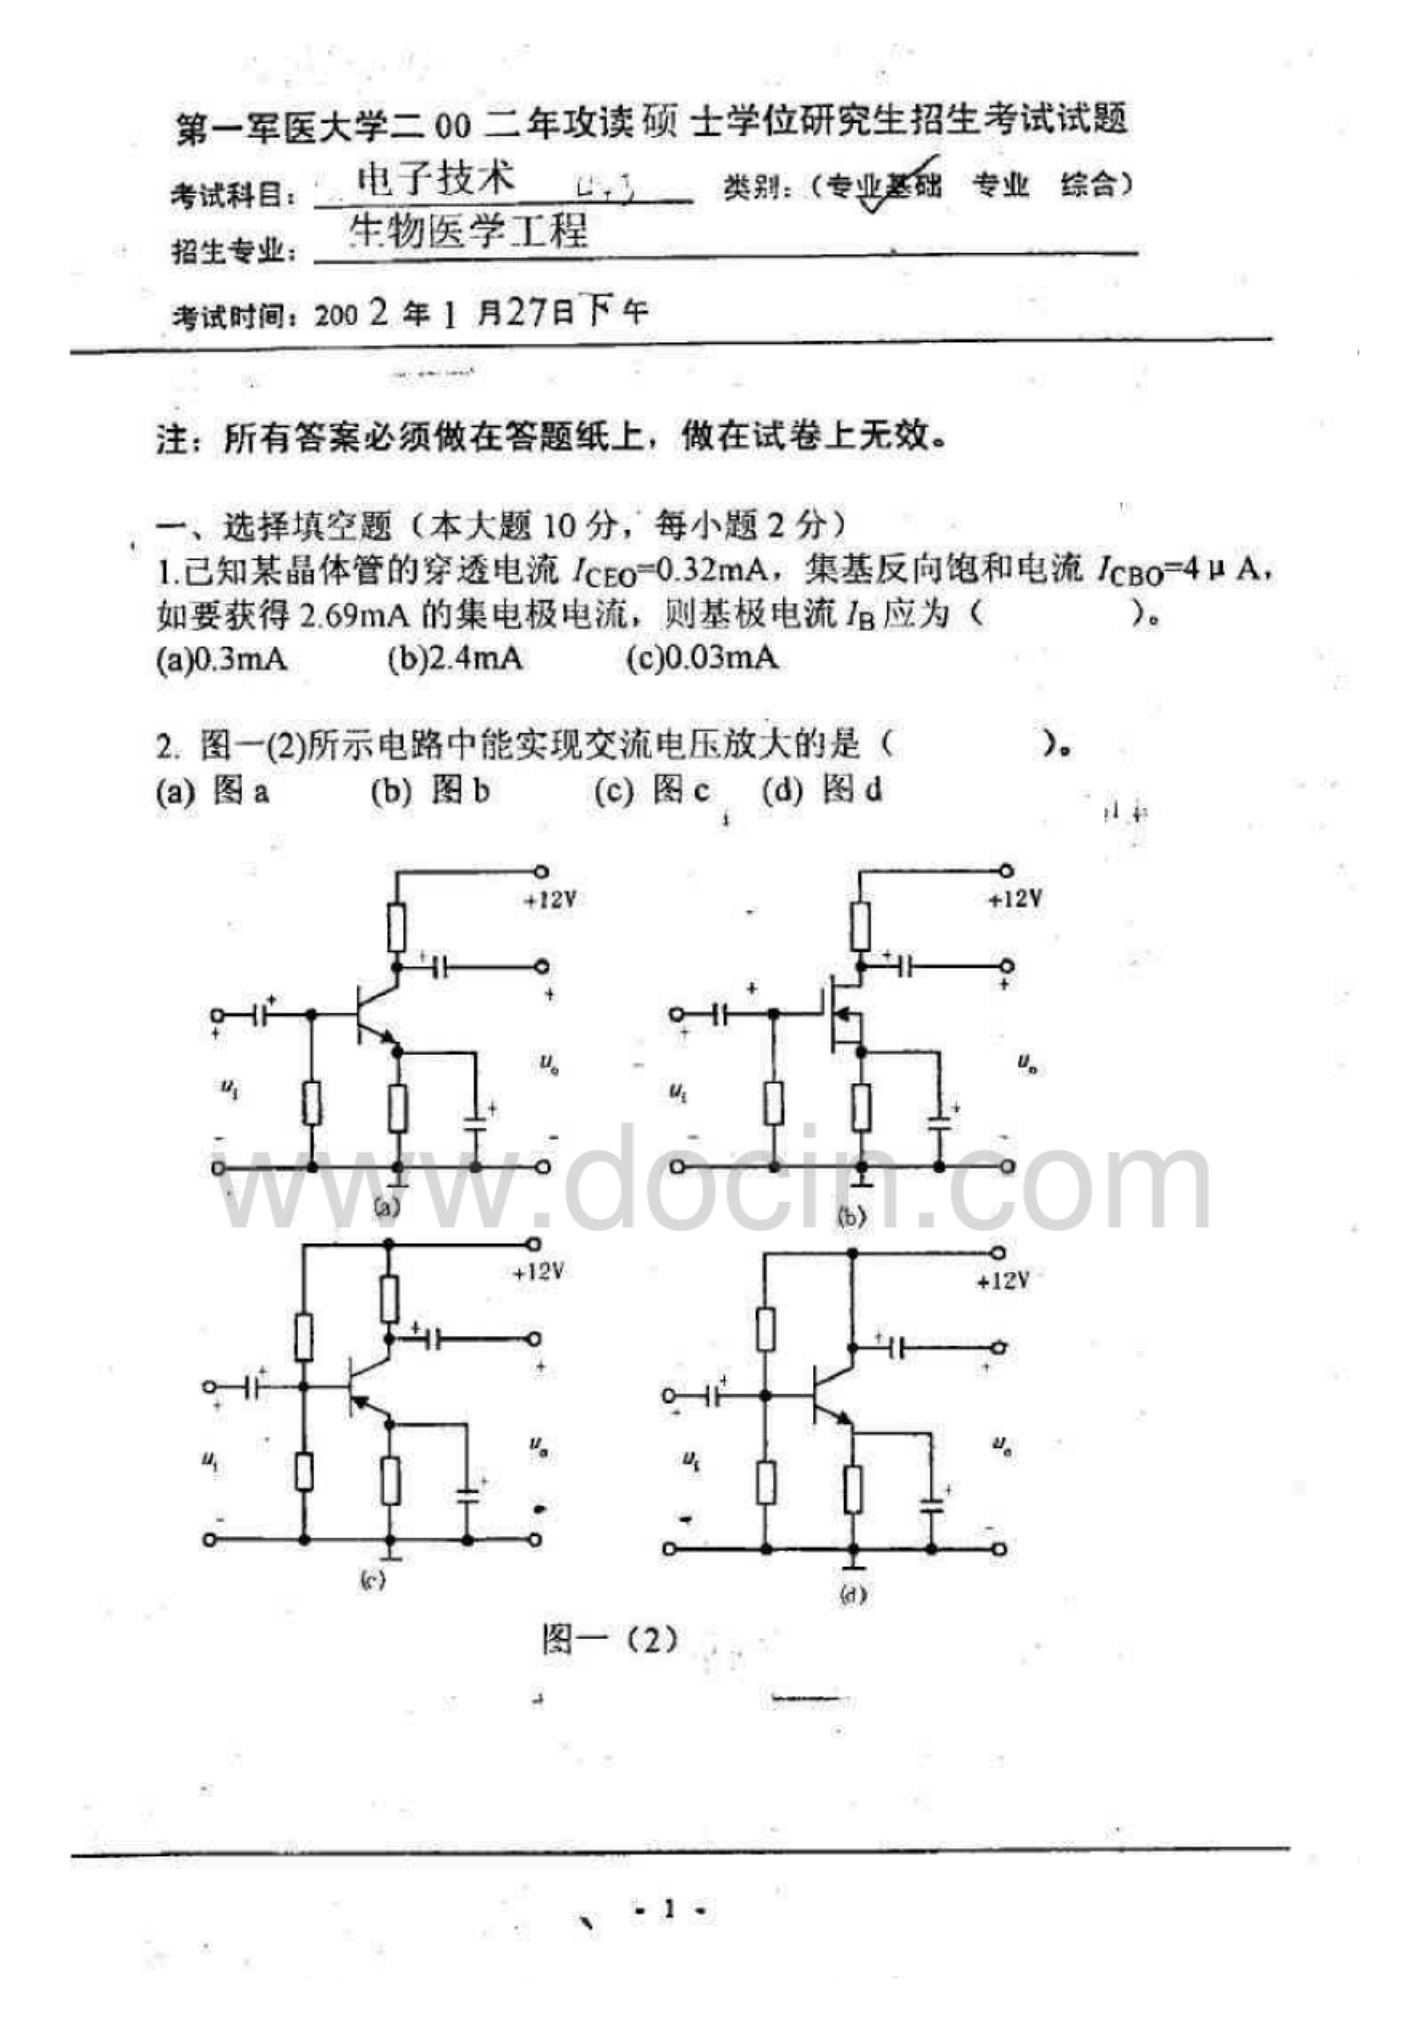 第一军医大学二00二年攻读硕士学位研究生招生考试试题
考试科目：电子技术 类别：（专业基础 专业 综合）
招生专业：生物医学工程
考试时间：2002年1月27日下午
注：所有答案必须做在答题纸上，做在试卷上无效。
一、选择填空题（本大题10分，每小题2分）
1.已知某晶体管的穿透电流 ICEO=0.32mA，集基反向饱和电流 ICBO=4μA，
如要获得2.69mA的集电极电流，则基极电流IB应为（ ）。
(a)0.3mA (b)2.4mA (c)0.03mA
2. 图一(2)所示电路中能实现交流电压放大的是（ ）。
(a) 图a (b) 图b (c) 图c (d) 图d
+12V
+
+
+
+
ui
uo
+
-
-
(a)
+12V
+
+
+
+
ui
uo
+
-
-
(b)
+12V
+
+
+
+
ui
uo
+
-
(c)
+12V
+
+
+
+
ui
uo
+
-
(d)
图一（2）
- 1 -
www.docin.com